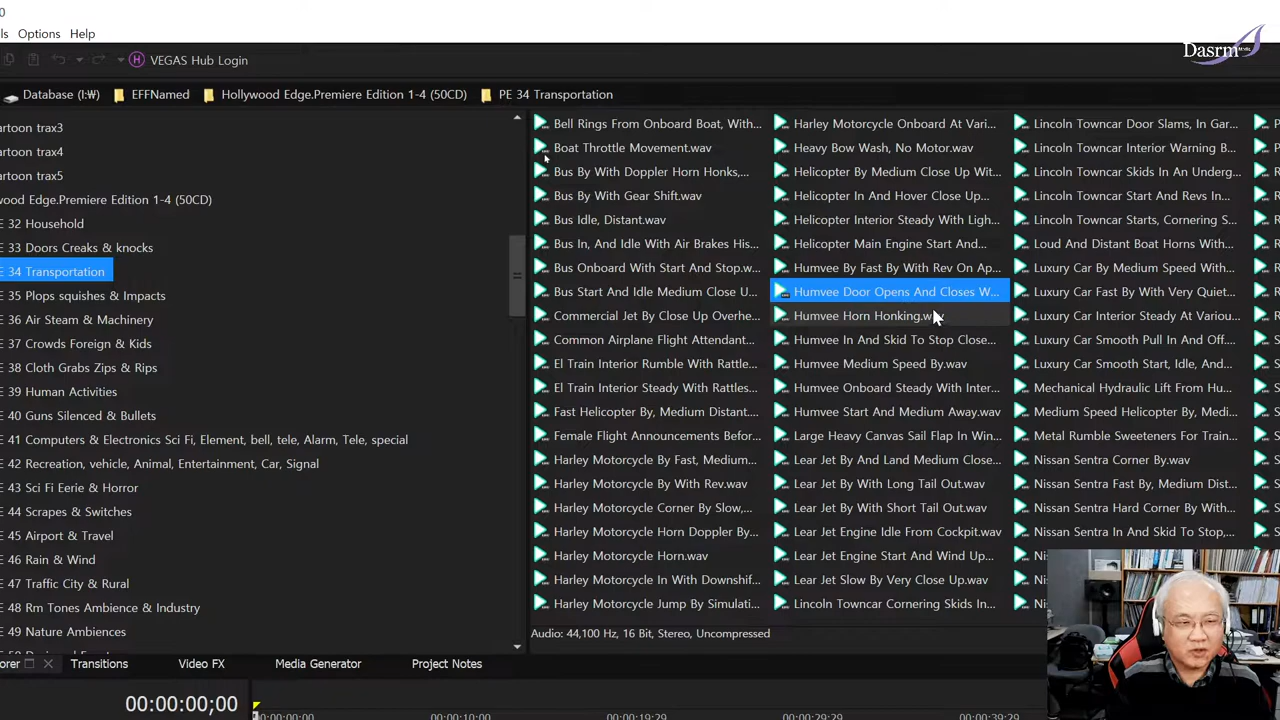 ls Options Help
Dasrm Media
VEGAS Hub Login
Database (I:₩) EFFNamed Hollywood Edge.Premiere Edition 1-4 (50CD) PE 34 Transportation
artoon trax3
artoon trax4
artoon trax5
wood Edge.Premiere Edition 1-4 (50CD)
E 32 Household
E 33 Doors Creaks & knocks
E 34 Transportation
E 35 Plops squishes & Impacts
E 36 Air Steam & Machinery
E 37 Crowds Foreign & Kids
E 38 Cloth Grabs Zips & Rips
E 39 Human Activities
E 40 Guns Silenced & Bullets
E 41 Computers & Electronics Sci Fi, Element, bell, tele, Alarm, Tele, special
E 42 Recreation, vehicle, Animal, Entertainment, Car, Signal
E 43 Sci Fi Eerie & Horror
E 44 Scrapes & Switches
E 45 Airport & Travel
E 46 Rain & Wind
E 47 Traffic City & Rural
E 48 Rm Tones Ambience & Industry
E 49 Nature Ambiences
Bell Rings From Onboard Boat, With...
Boat Throttle Movement.wav
Bus By With Doppler Horn Honks,...
Bus By With Gear Shift.wav
Bus Idle, Distant.wav
Bus In, And Idle With Air Brakes His...
Bus Onboard With Start And Stop.w...
Bus Start And Idle Medium Close U...
Commercial Jet By Close Up Overhe...
Common Airplane Flight Attendant...
El Train Interior Rumble With Rattle...
El Train Interior Steady With Rattles...
Fast Helicopter By, Medium Distant....
Female Flight Announcements Befor...
Harley Motorcycle By Fast, Medium...
Harley Motorcycle By With Rev.wav
Harley Motorcycle Corner By Slow,...
Harley Motorcycle Horn Doppler By...
Harley Motorcycle Horn.wav
Harley Motorcycle In With Downshif...
Harley Motorcycle Jump By Simulati...
Harley Motorcycle Onboard At Vari...
Heavy Bow Wash, No Motor.wav
Helicopter By Medium Close Up Wit...
Helicopter In And Hover Close Up...
Helicopter Interior Steady With Ligh...
Helicopter Main Engine Start And...
Humvee By Fast By With Rev On Ap...
Humvee Door Opens And Closes W...
Humvee Horn Honking.wav
Humvee In And Skid To Stop Close...
Humvee Medium Speed By.wav
Humvee Onboard Steady With Inter...
Humvee Start And Medium Away.wav
Large Heavy Canvas Sail Flap In Win...
Lear Jet By And Land Medium Close...
Lear Jet By With Long Tail Out.wav
Lear Jet By With Short Tail Out.wav
Lear Jet Engine Idle From Cockpit.wav
Lear Jet Engine Start And Wind Up...
Lear Jet Slow By Very Close Up.wav
Lincoln Towncar Cornering Skids In...
Lincoln Towncar Door Slams, In Gar...
Lincoln Towncar Interior Warning B...
Lincoln Towncar Skids In An Underg...
Lincoln Towncar Start And Revs In...
Lincoln Towncar Starts, Cornering S...
Loud And Distant Boat Horns With...
Luxury Car By Medium Speed With...
Luxury Car Fast By With Very Quiet...
Luxury Car Interior Steady At Variou...
Luxury Car Smooth Pull In And Off...
Luxury Car Smooth Start, Idle, And...
Mechanical Hydraulic Lift From Hu...
Medium Speed Helicopter By, Medi...
Metal Rumble Sweeteners For Train...
Nissan Sentra Corner By.wav
Nissan Sentra Fast By, Medium Dist...
Nissan Sentra Hard Corner By With...
Nissan Sentra In And Skid To Stop,...
Audio: 44,100 Hz, 16 Bit, Stereo, Uncompressed
orer Transitions Video FX Media Generator Project Notes
00:00:00;00
00:00:00:00 00:00:10:00 00:00:19:29 00:00:29:29 00:00:39:29